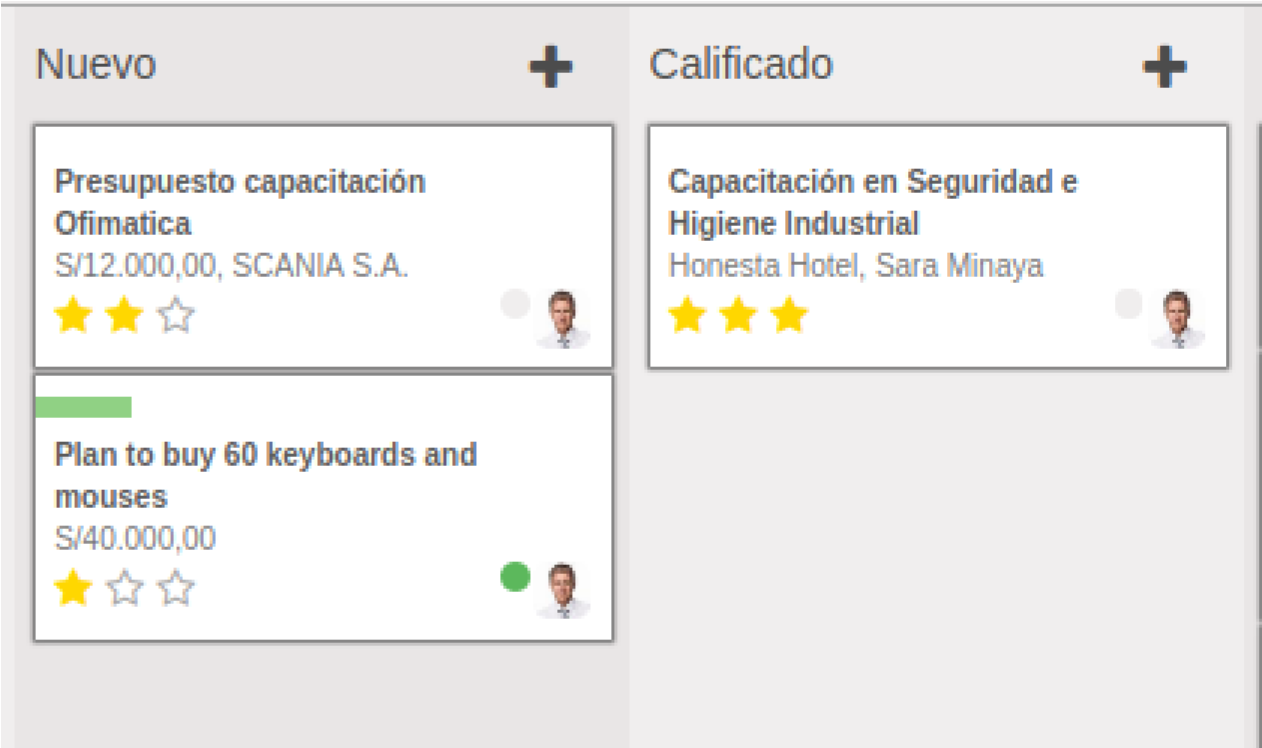 Nuevo
Presupuesto capacitación
Ofimatica
S/12.000,00, SCANIA S.A.
Plan to buy 60 keyboards and
mouses
S/40.000,00
Calificado
Capacitación en Seguridad e
Higiene Industrial
Honesta Hotel, Sara Minaya